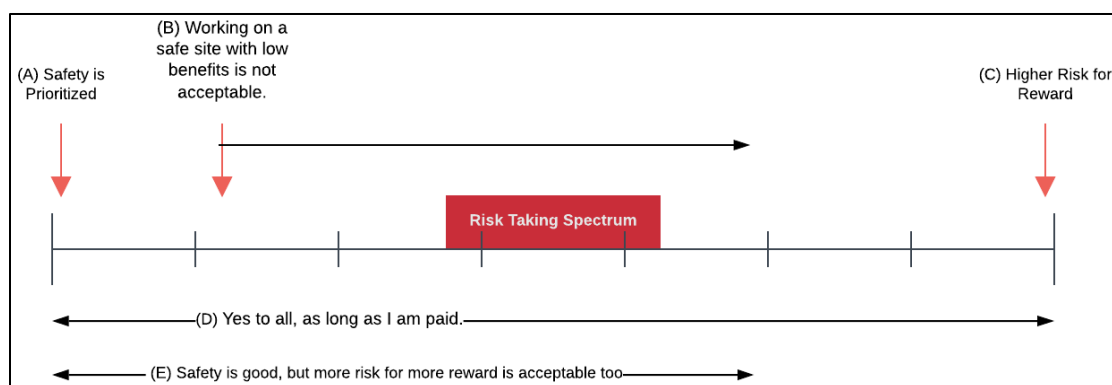 (B) Working on a
safe site with low
benefits is not
acceptable.
(A) Safety is
Prioritized
(C) Higher Risk for
Reward
Risk Taking Spectrum
(D) Yes to all, as long as I am paid.
(E) Safety is good, but more risk for more reward is acceptable too